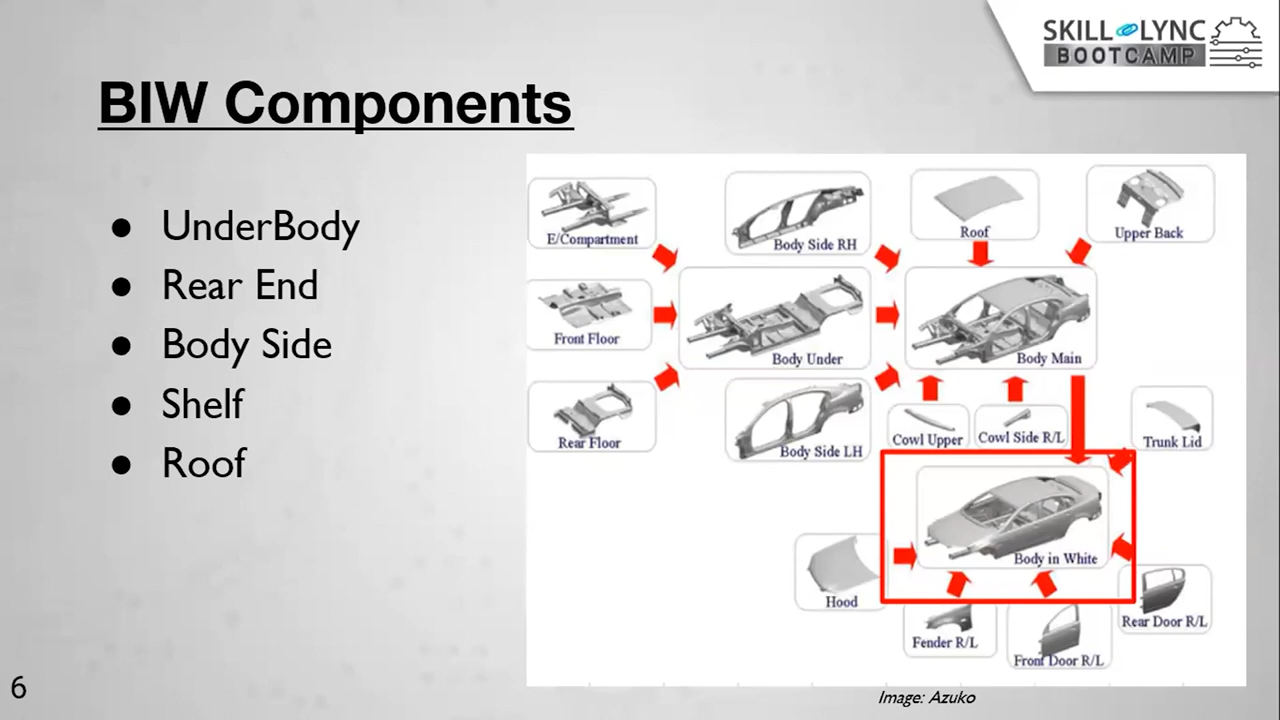 SKILL LYNC
BOOTCAMP
BIW Components
● UnderBody
● Rear End
● Body Side
● Shelf
● Roof
E/Compartment
Body Side RH
Roof
Upper Back
Front Floor
Body Under
Body Main
Rear Floor
Body Side LH
Cowl Upper
Cowl Side R/L
Trunk Lid
Body in White
Hood
Fender R/L
Front Door R/L
Rear Door R/L
6
Image: Azuko